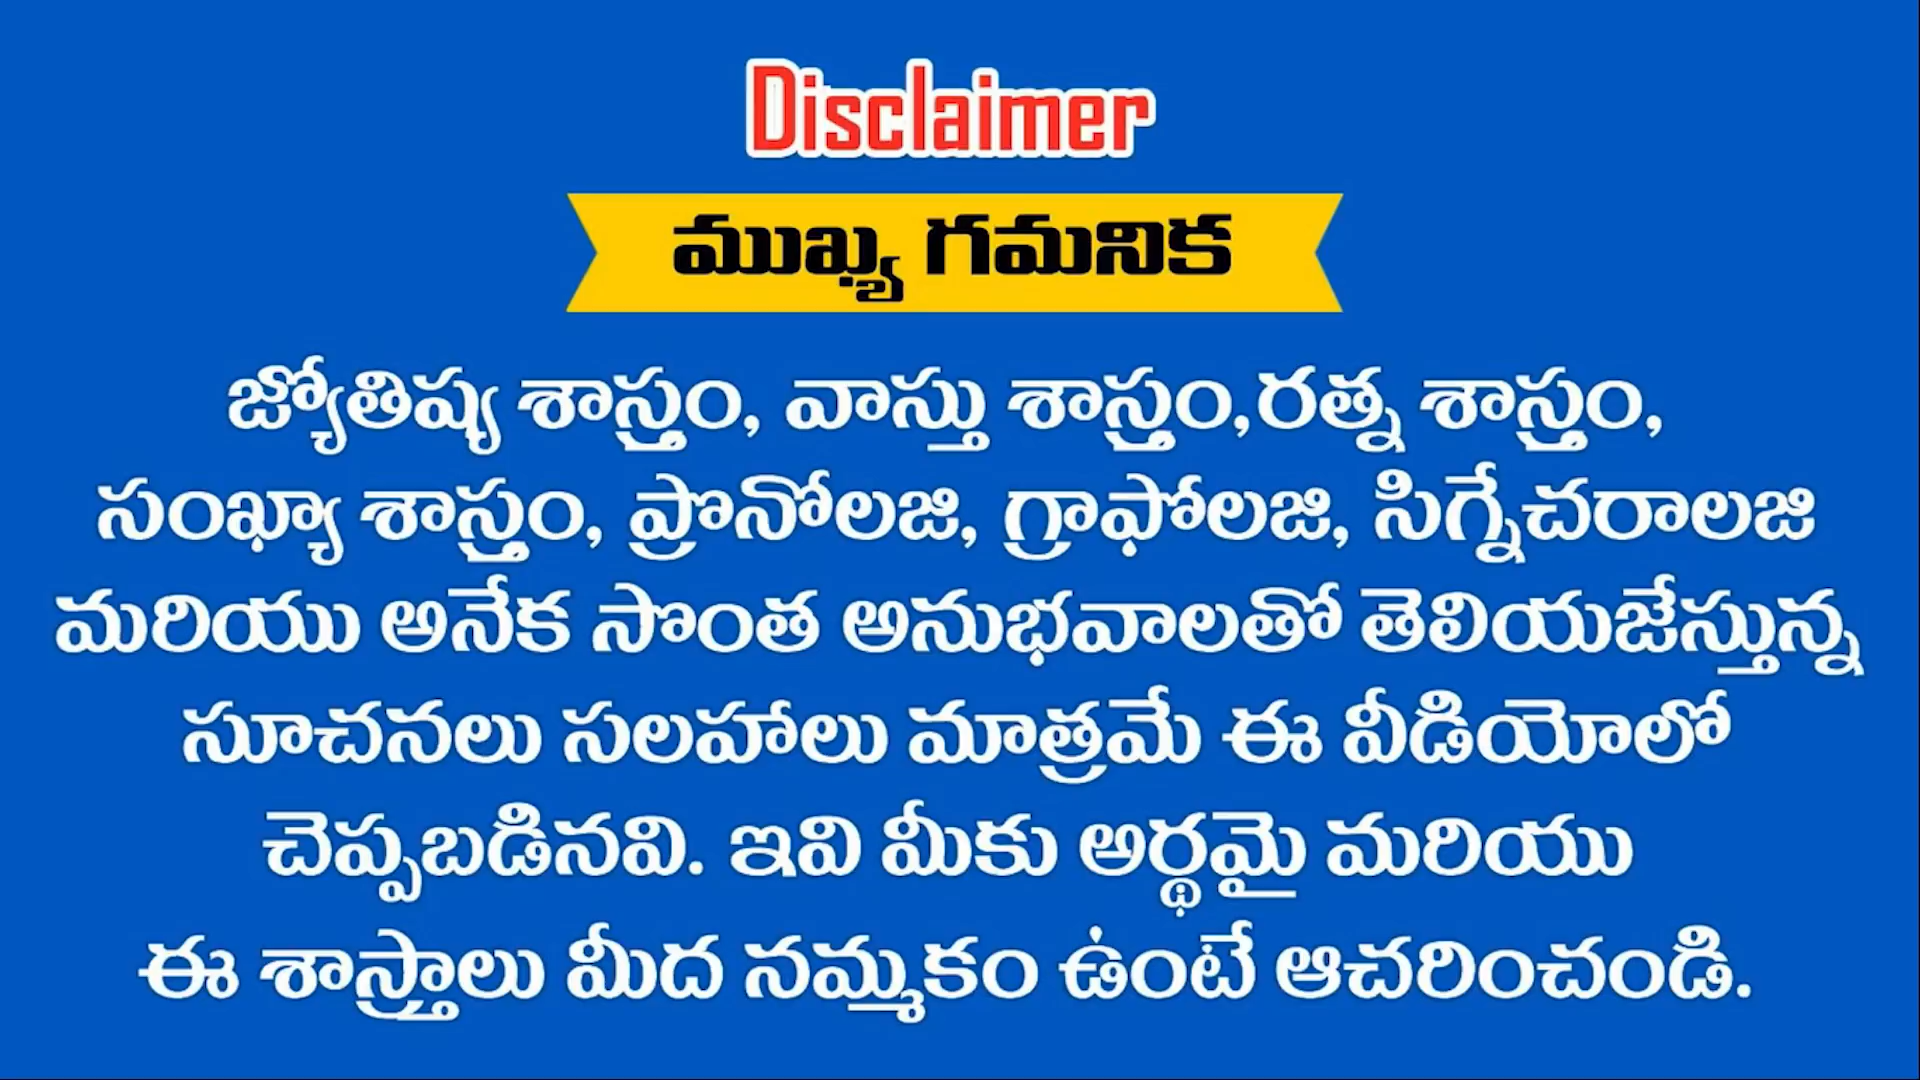 Disclaimer
ముఖ్య గమనిక
జ్యోతిష్య శాస్త్రం, వాస్తు శాస్త్రం,రత్న శాస్త్రం,
సంఖ్యా శాస్త్రం, ప్రొనోలజి, గ్రాఫోలజి, సిగ్నేచరాలజి
మరియు అనేక సొంత అనుభవాలతో తెలియజేస్తున్న
సూచనలు సలహాలు మాత్రమే ఈ వీడియోలో
చెప్పబడినవి. ఇవి మీకు అర్థమై మరియు
ఈ శాస్త్రాలు మీద నమ్మకం ఉంటే ఆచరించండి.